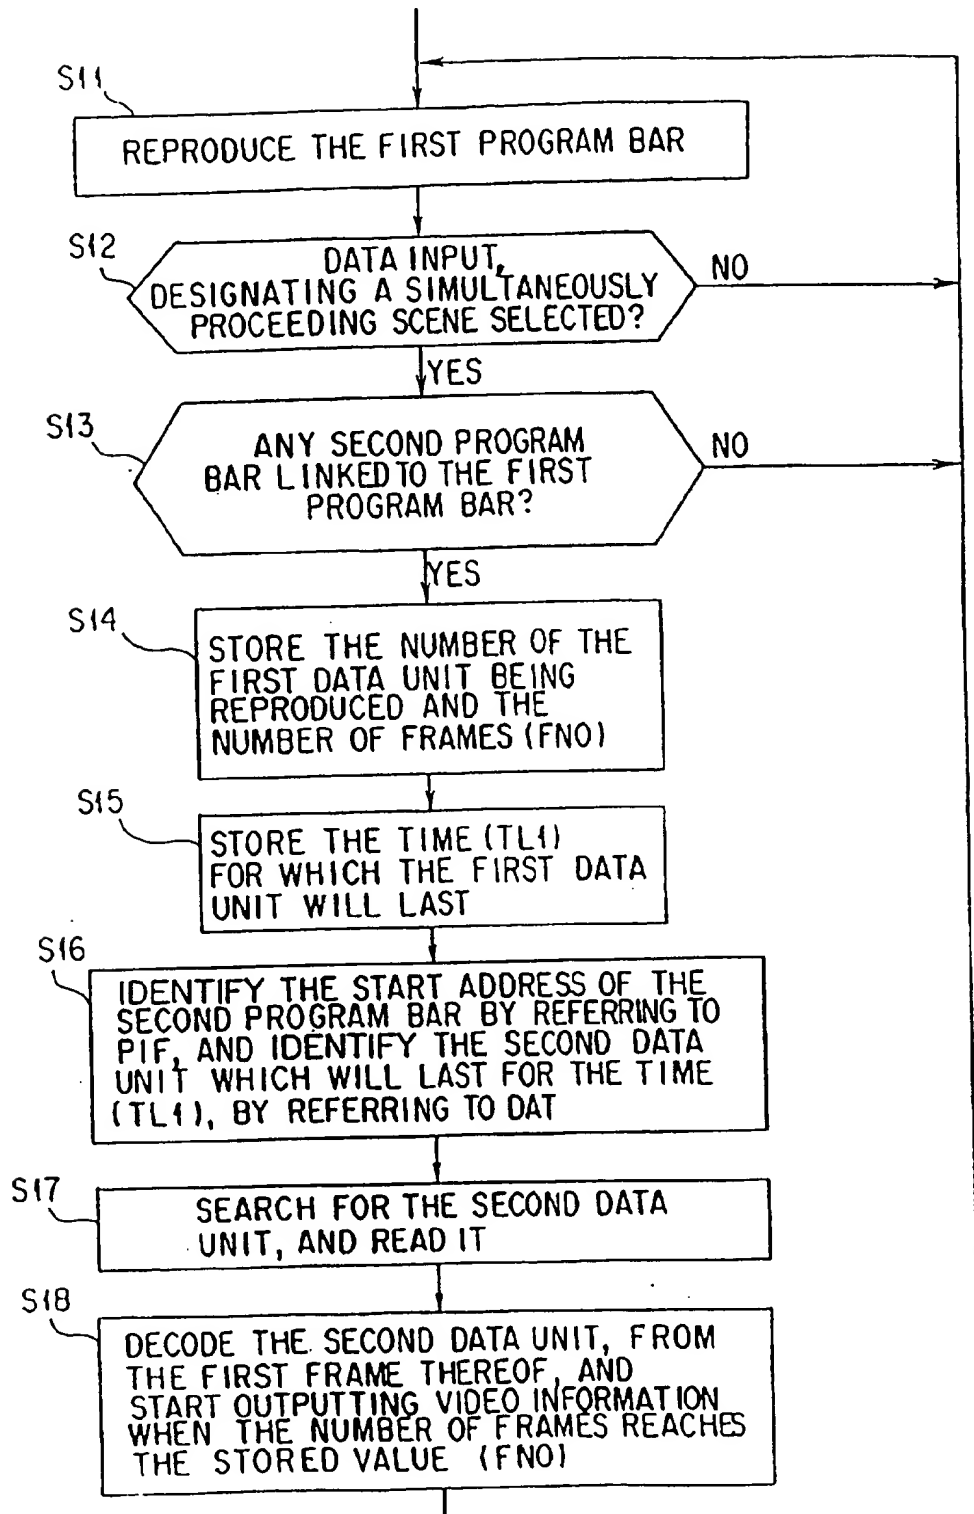 S11
REPRODUCE THE FIRST PROGRAM BAR
S12
DATA INPUT,
DESIGNATING A SIMULTANEOUSLY
PROCEEDING SCENE SELECTED?
NO
YES
S13
ANY SECOND PROGRAM
BAR LINKED TO THE FIRST
PROGRAM BAR?
NO
YES
S14
STORE THE NUMBER OF THE
FIRST DATA UNIT BEING
REPRODUCED AND THE
NUMBER OF FRAMES (FNO)
S15
STORE THE TIME (TL1)
FOR WHICH THE FIRST DATA
UNIT WILL LAST
S16
IDENTIFY THE START ADDRESS OF THE
SECOND PROGRAM BAR BY REFERRING TO
PIF, AND IDENTIFY THE SECOND DATA
UNIT WHICH WILL LAST FOR THE TIME
(TL1), BY REFERRING TO DAT
S17
SEARCH FOR THE SECOND DATA
UNIT, AND READ IT
S18
DECODE THE SECOND DATA UNIT, FROM
THE FIRST FRAME THEREOF, AND
START OUTPUTTING VIDEO INFORMATION
WHEN THE NUMBER OF FRAMES REACHES
THE STORED VALUE (FNO)